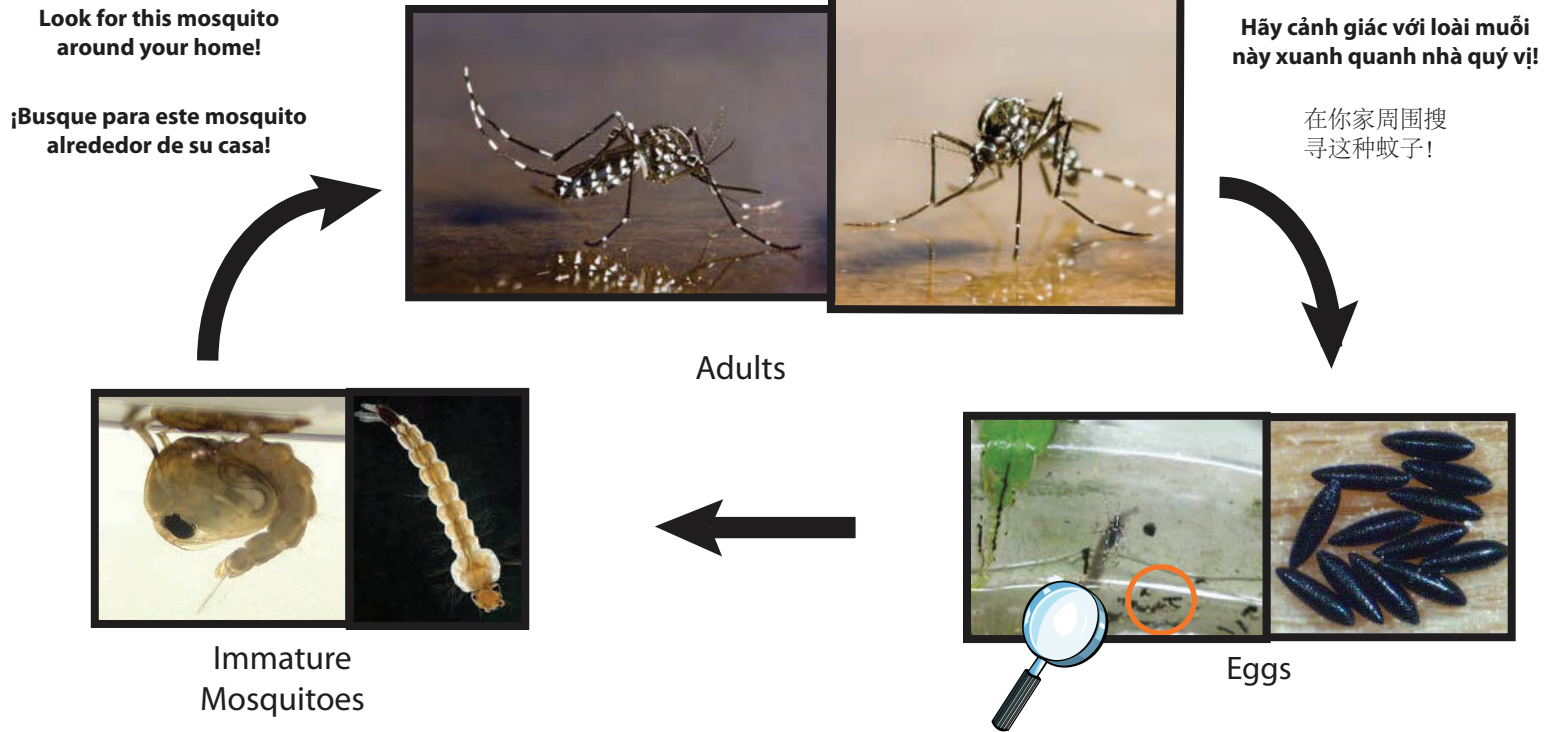 Look for this mosquito
around your home!
¡Busque para este mosquito
alrededor de su casa!
Hãy cảnh giác với loài muỗi
này xuanh quanh nhà quý vị!
在你家周围搜
寻这种蚊子!
Adults
Immature
Mosquitoes
Eggs